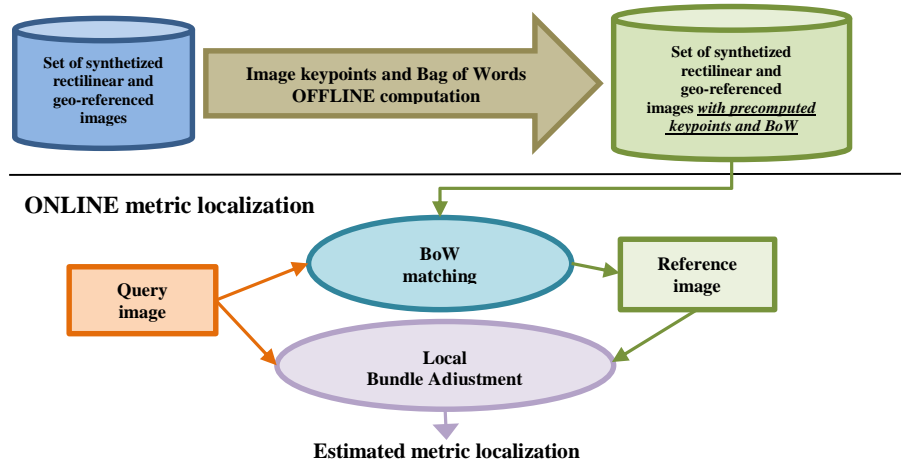 Set of synthetized
rectilinear and
geo-referenced
images
Image keypoints and Bag of Words
OFFLINE computation
Set of synthetized
rectilinear and
geo-referenced
images with precomputed
keypoints and BoW
ONLINE metric localization
BoW
matching
Query
image
Reference
image
Local
Bundle Adjustment
Estimated metric localization